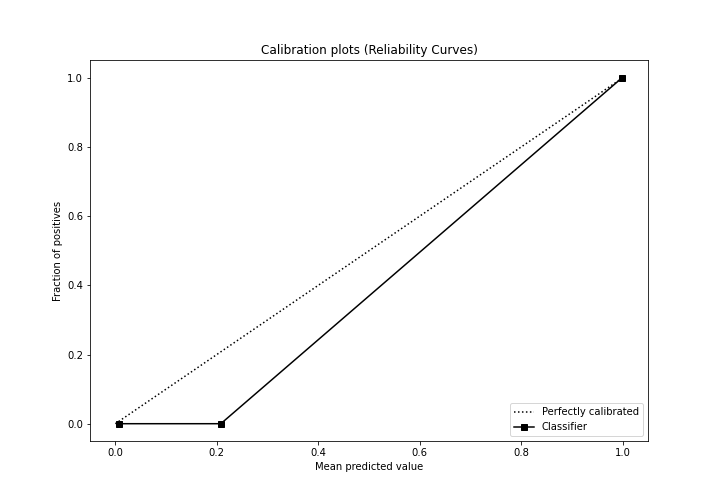 Calibration plots (Reliability Curves)
1.0
0.8
0.6
0.4
0.2
0.0
Fraction of positives
0.0 0.2 0.4 0.6 0.8 1.0
Mean predicted value
Perfectly calibrated
Classifier